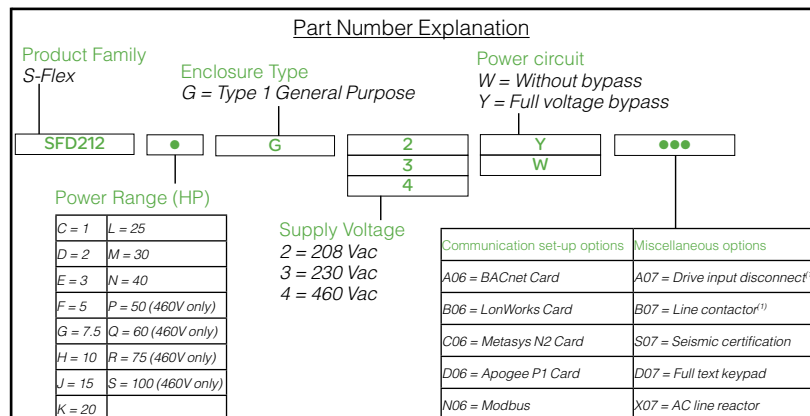 Part Number Explanation
Product Family
S-Flex
Enclosure Type
G = Type 1 General Purpose
Power circuit
W = Without bypass
Y = Full voltage bypass
SFD212 ● G 2 Y ●●●
3 W
4
Power Range (HP)
C = 1 L = 25
D = 2 M = 30
E = 3 N = 40
F = 5 P = 50 (460V only)
G = 7.5 Q = 60 (460V only)
H = 10 R = 75 (460V only)
J = 15 S = 100 (460V only)
K = 20
Supply Voltage
2 = 208 Vac
3 = 230 Vac
4 = 460 Vac
Communication set-up options Miscellaneous options
A06 = BACnet Card A07 = Drive input disconnect(1)
B06 = LonWorks Card B07 = Line contactor(1)
C06 = Metasys N2 Card S07 = Seismic certification
D06 = Apogee P1 Card D07 = Full text keypad
N06 = Modbus X07 = AC line reactor